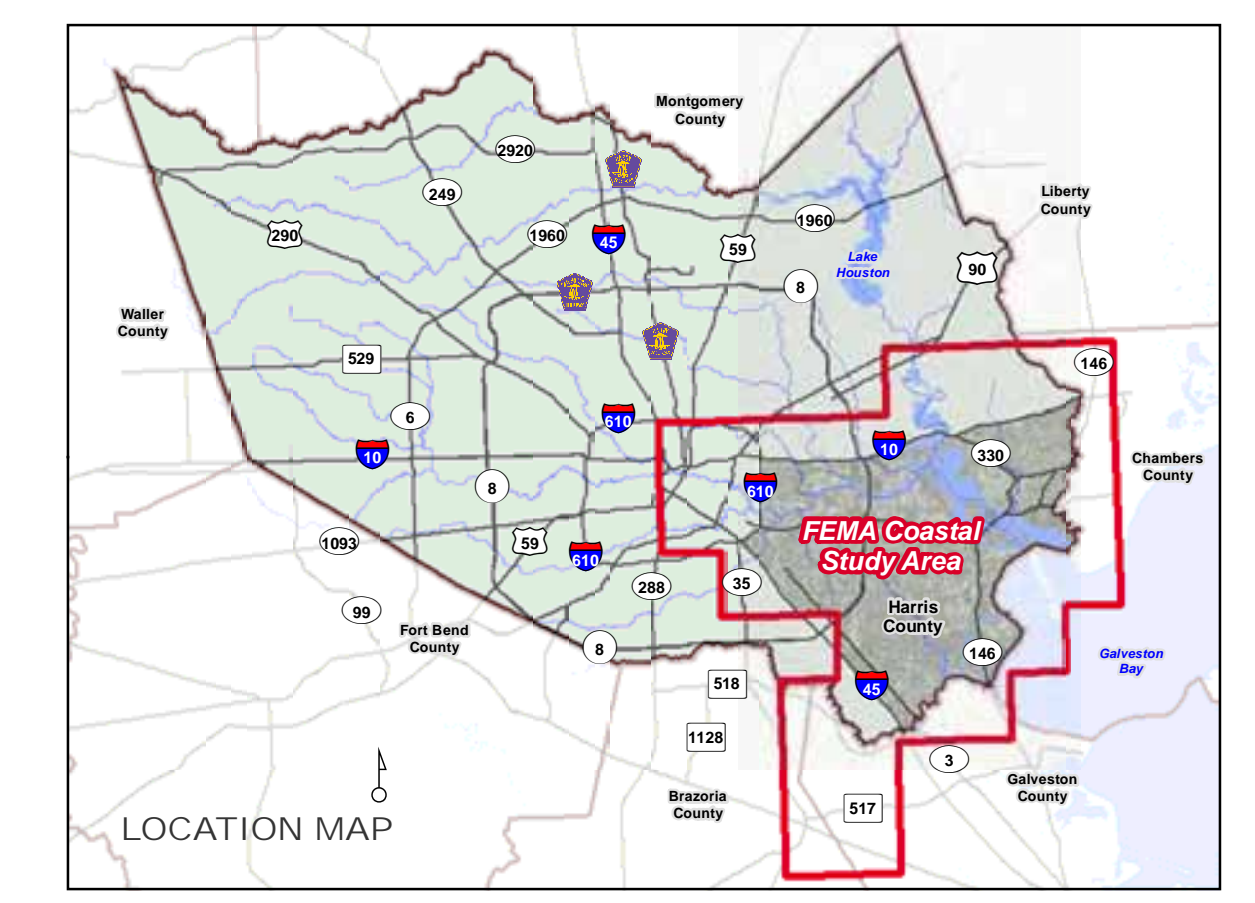 Montgomery
County
2920
249
Liberty
County
290
1960
45
59
1960
Lake
Houston
90
8
Waller
County
529
146
6
610
10
10
330
Chambers
County
8
610
FEMA Coastal
Study Area
1093
59
610
288
35
99
Harris
County
Fort Bend
County
8
146
Galveston
Bay
518
45
1128
3
Brazoria
County
Galveston
County
517
LOCATION MAP